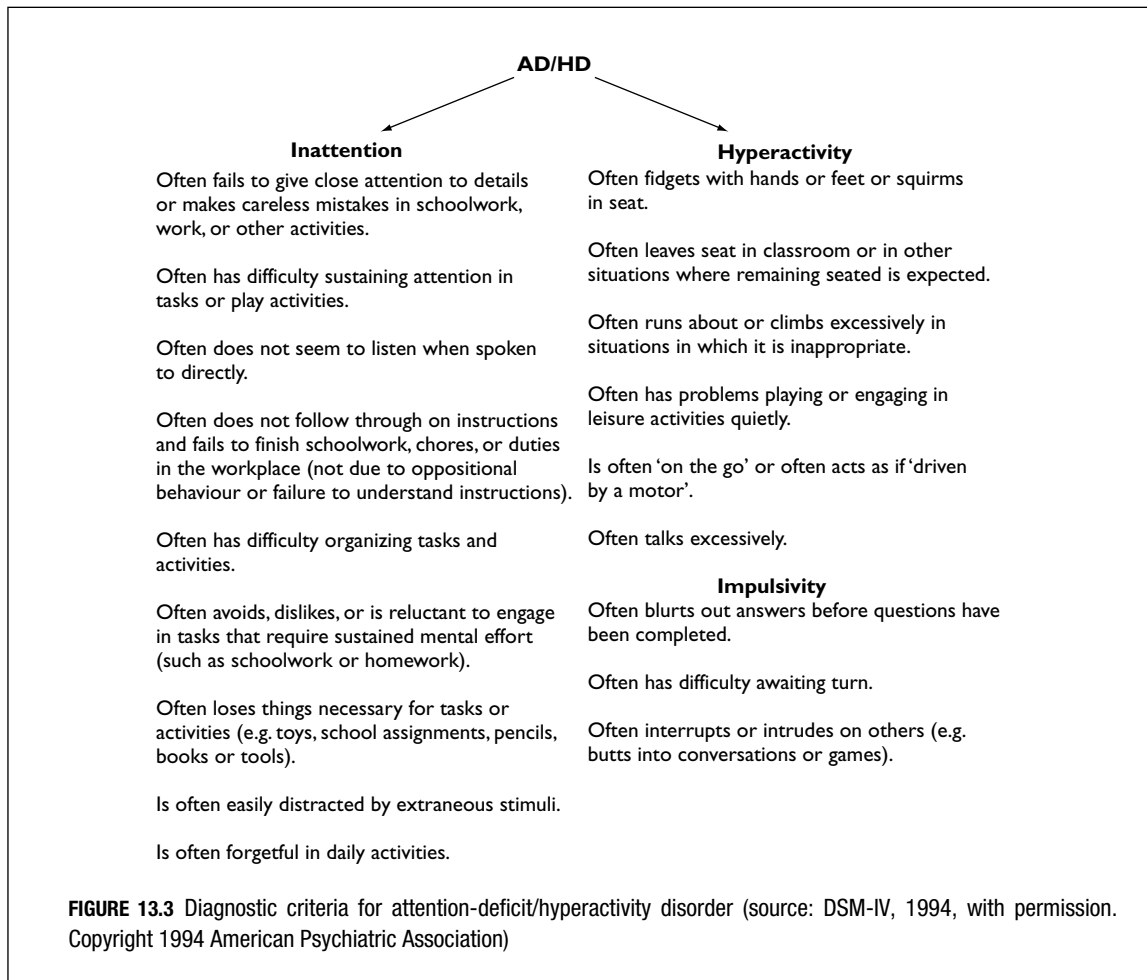 AD/HD
Inattention
Often fails to give close attention to details
or makes careless mistakes in schoolwork,
work, or other activities.
Often has difficulty sustaining attention in
tasks or play activities.
Often does not seem to listen when spoken
to directly.
Often does not follow through on instructions
and fails to finish schoolwork, chores, or duties
in the workplace (not due to oppositional
behaviour or failure to understand instructions).
Often has difficulty organizing tasks and
activities.
Often avoids, dislikes, or is reluctant to engage
in tasks that require sustained mental effort
(such as schoolwork or homework).
Often loses things necessary for tasks or
activities (e.g. toys, school assignments, pencils,
books or tools).
Is often easily distracted by extraneous stimuli.
Is often forgetful in daily activities.
Hyperactivity
Often fidgets with hands or feet or squirms
in seat.
Often leaves seat in classroom or in other
situations where remaining seated is expected.
Often runs about or climbs excessively in
situations in which it is inappropriate.
Often has problems playing or engaging in
leisure activities quietly.
Is often ‘on the go’ or often acts as if ‘driven
by a motor’.
Often talks excessively.
Impulsivity
Often blurts out answers before questions have
been completed.
Often has difficulty awaiting turn.
Often interrupts or intrudes on others (e.g.
butts into conversations or games).
FIGURE 13.3 Diagnostic criteria for attention-deficit/hyperactivity disorder (source: DSM-IV, 1994, with permission.
Copyright 1994 American Psychiatric Association)